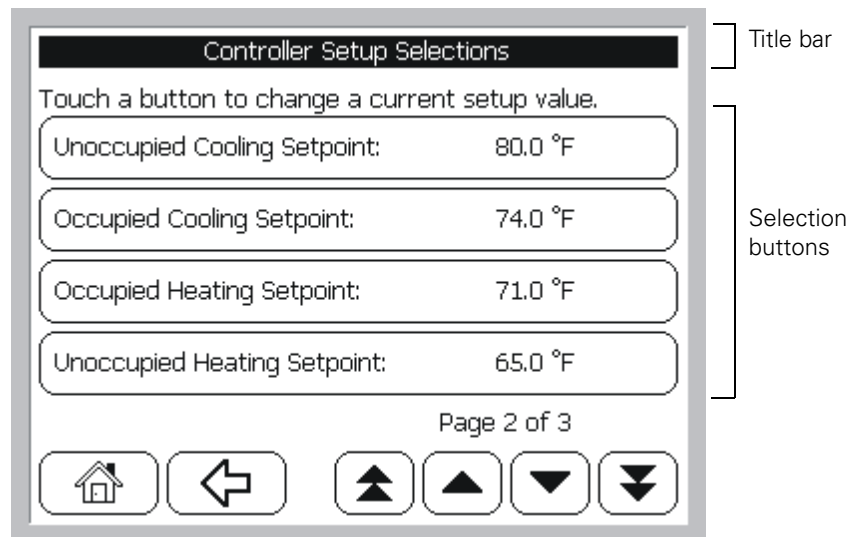 Controller Setup Selections
Title bar
Touch a button to change a current setup value.
Unoccupied Cooling Setpoint: 80.0 °F
Occupied Cooling Setpoint: 74.0 °F
Selection
buttons
Occupied Heating Setpoint: 71.0 °F
Unoccupied Heating Setpoint: 65.0 °F
Page 2 of 3